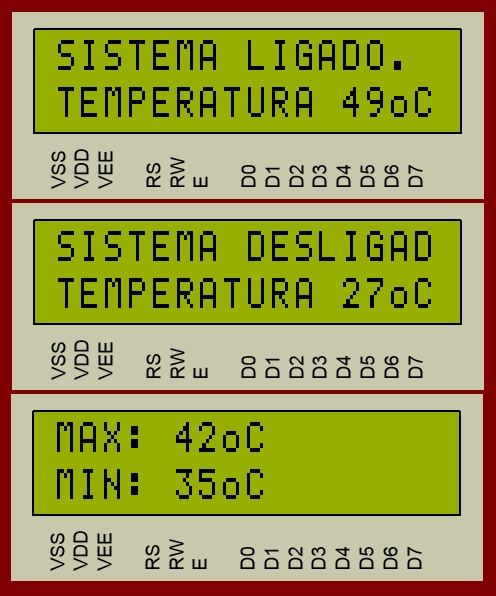 SISTEMA LIGADO.
TEMPERATURA 49oC
VSS VDD VEE RS RW E D0 D1 D2 D3 D4 D5 D6 D7
SISTEMA DESLIGAD
TEMPERATURA 27oC
VSS VDD VEE RS RW E D0 D1 D2 D3 D4 D5 D6 D7
MAX: 42oC
MIN: 35oC
VSS VDD VEE RS RW E D0 D1 D2 D3 D4 D5 D6 D7